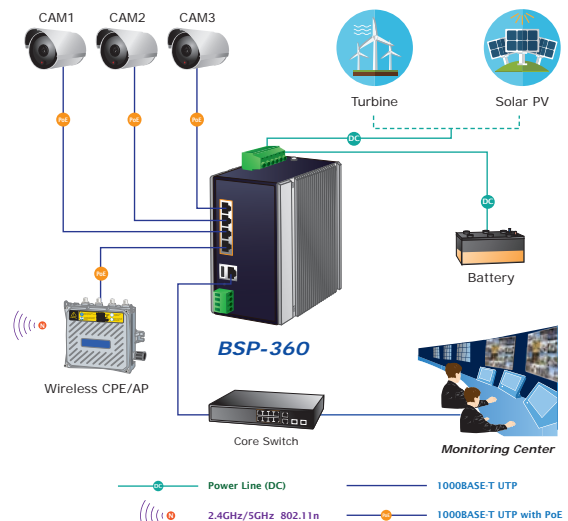 CAM1 CAM2 CAM3
PoE PoE PoE
Turbine Solar PV
DC
DC
Battery
PoE
N
Wireless CPE/AP
BSP-360
Core Switch
Monitoring Center
DC Power Line (DC) 1000BASE-T UTP
N 2.4GHz/5GHz 802.11n PoE 1000BASE-T UTP with PoE